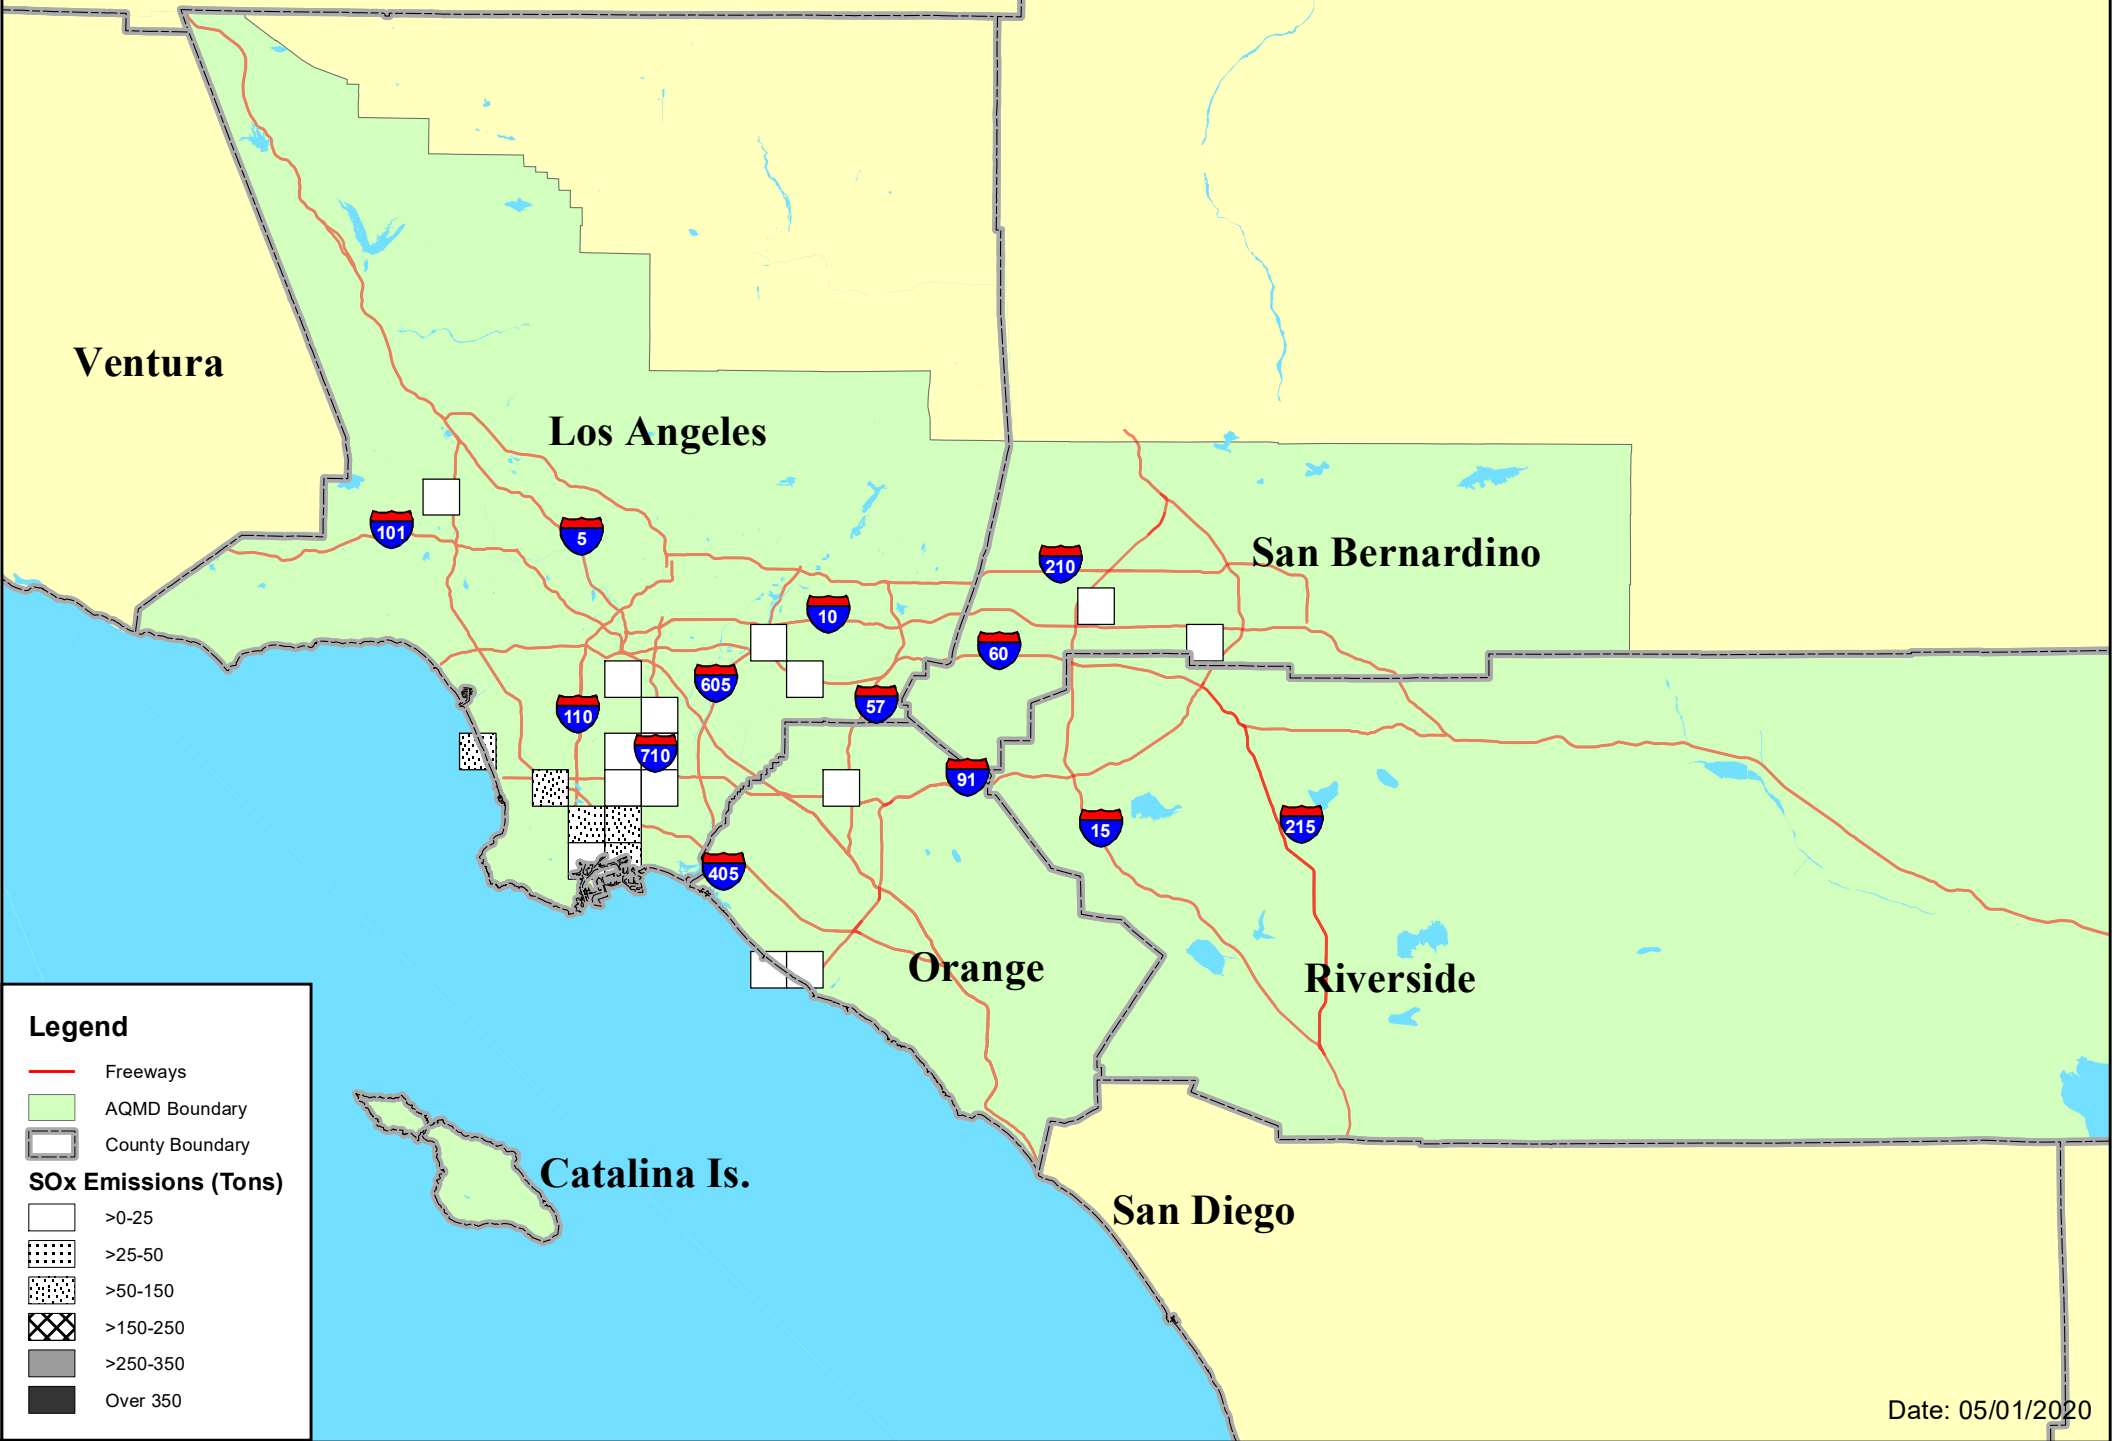 Ventura
Los Angeles
101
5
San Bernardino
210
10
60
605
57
110
710
91
15
215
405
Orange
Riverside
Catalina Is.
San Diego
Legend
Freeways
AQMD Boundary
County Boundary
SOx Emissions (Tons)
>0-25
>25-50
>50-150
>150-250
>250-350
Over 350
Date: 05/01/2020